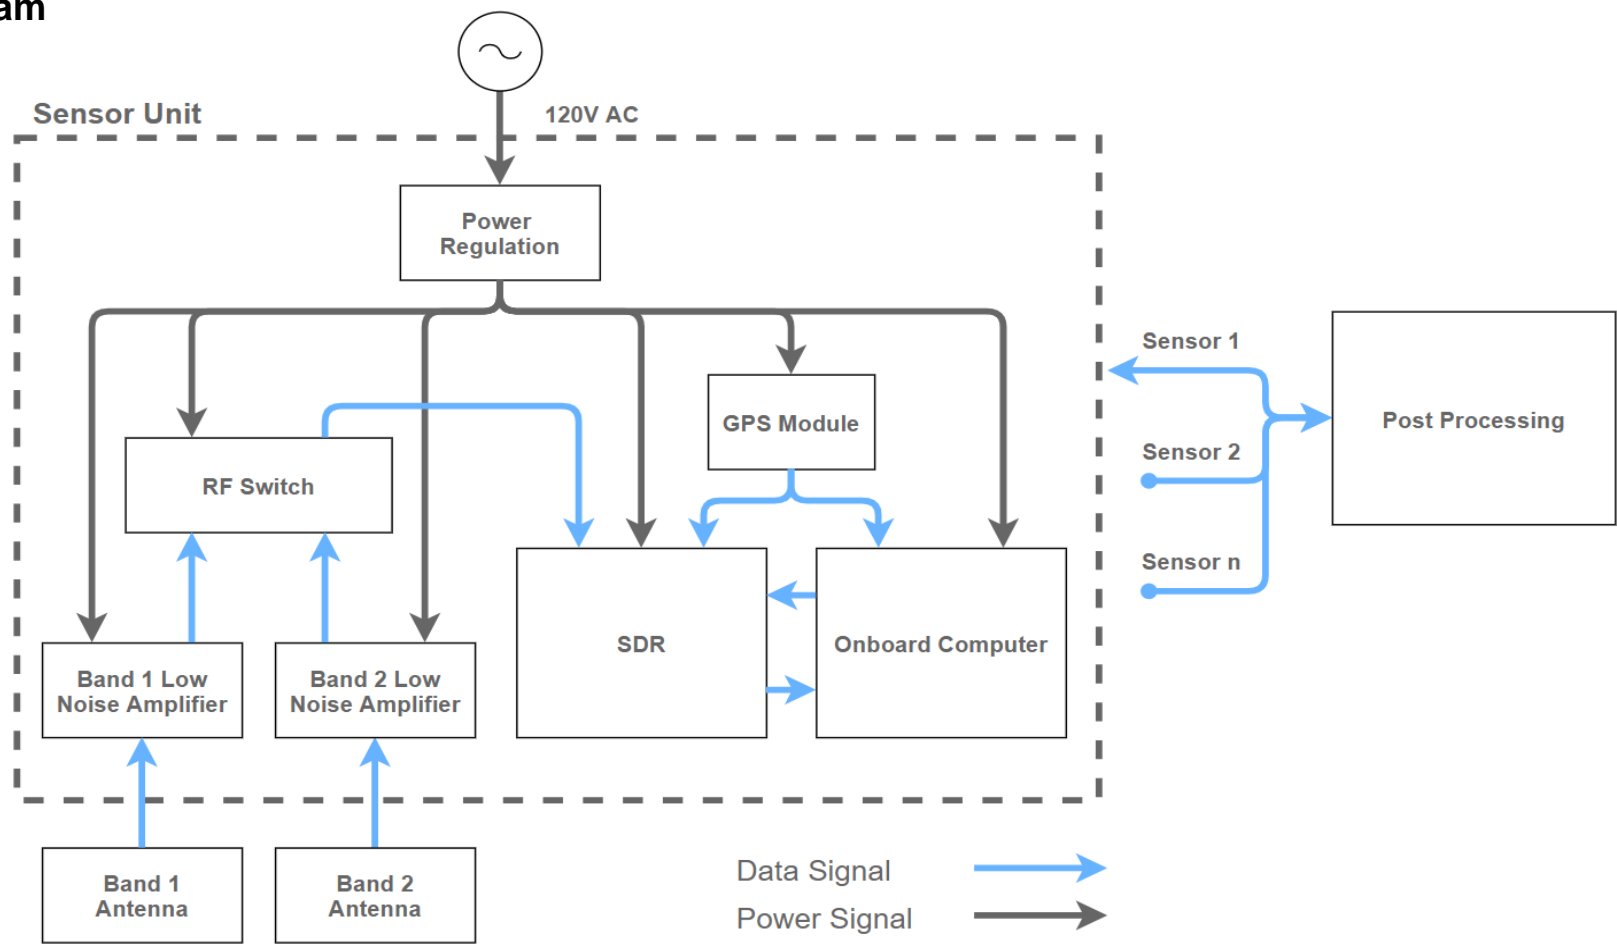 am
Sensor Unit
120V AC
Power
Regulation
Sensor 1
GPS Module
Post Processing
Sensor 2
RF Switch
Sensor n
SDR
Onboard Computer
Band 1 Low
Noise Amplifier
Band 2 Low
Noise Amplifier
Data Signal
Power Signal
Band 1
Antenna
Band 2
Antenna